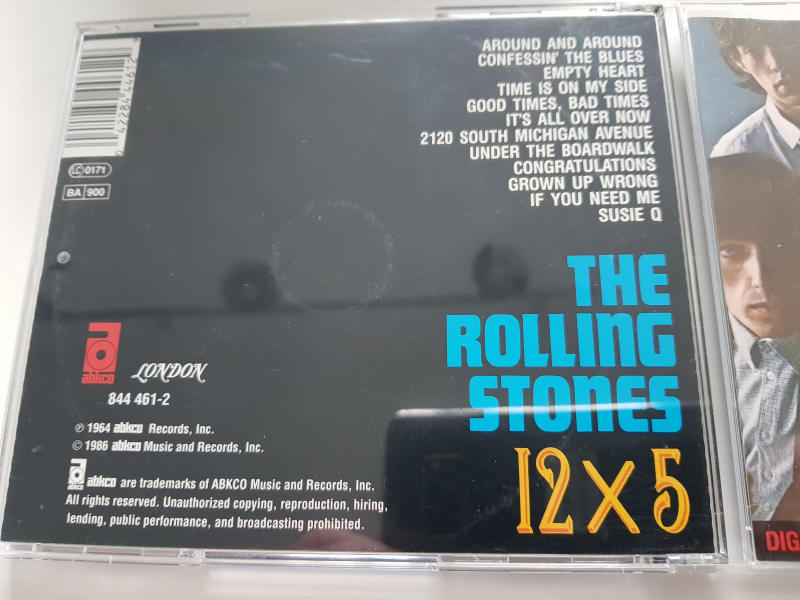 AROUND AND AROUND
CONFESSIN' THE BLUES
EMPTY HEART
TIME IS ON MY SIDE
GOOD TIMES, BAD TIMES
IT'S ALL OVER NOW
2120 SOUTH MICHIGAN AVENUE
UNDER THE BOARDWALK
CONGRATULATIONS
GROWN UP WRONG
IF YOU NEED ME
SUSIE Q
0 42284 44612
LC 0171
BA 900
THE
ROLLING
STONES
12 x 5
abkco
LONDON
844 461-2
℗ 1964 abkco Records, Inc.
© 1986 abkco Music and Records, Inc.
abkco abkco are trademarks of ABKCO Music and Records, Inc.
All rights reserved. Unauthorized copying, reproduction, hiring,
lending, public performance, and broadcasting prohibited.
DIG